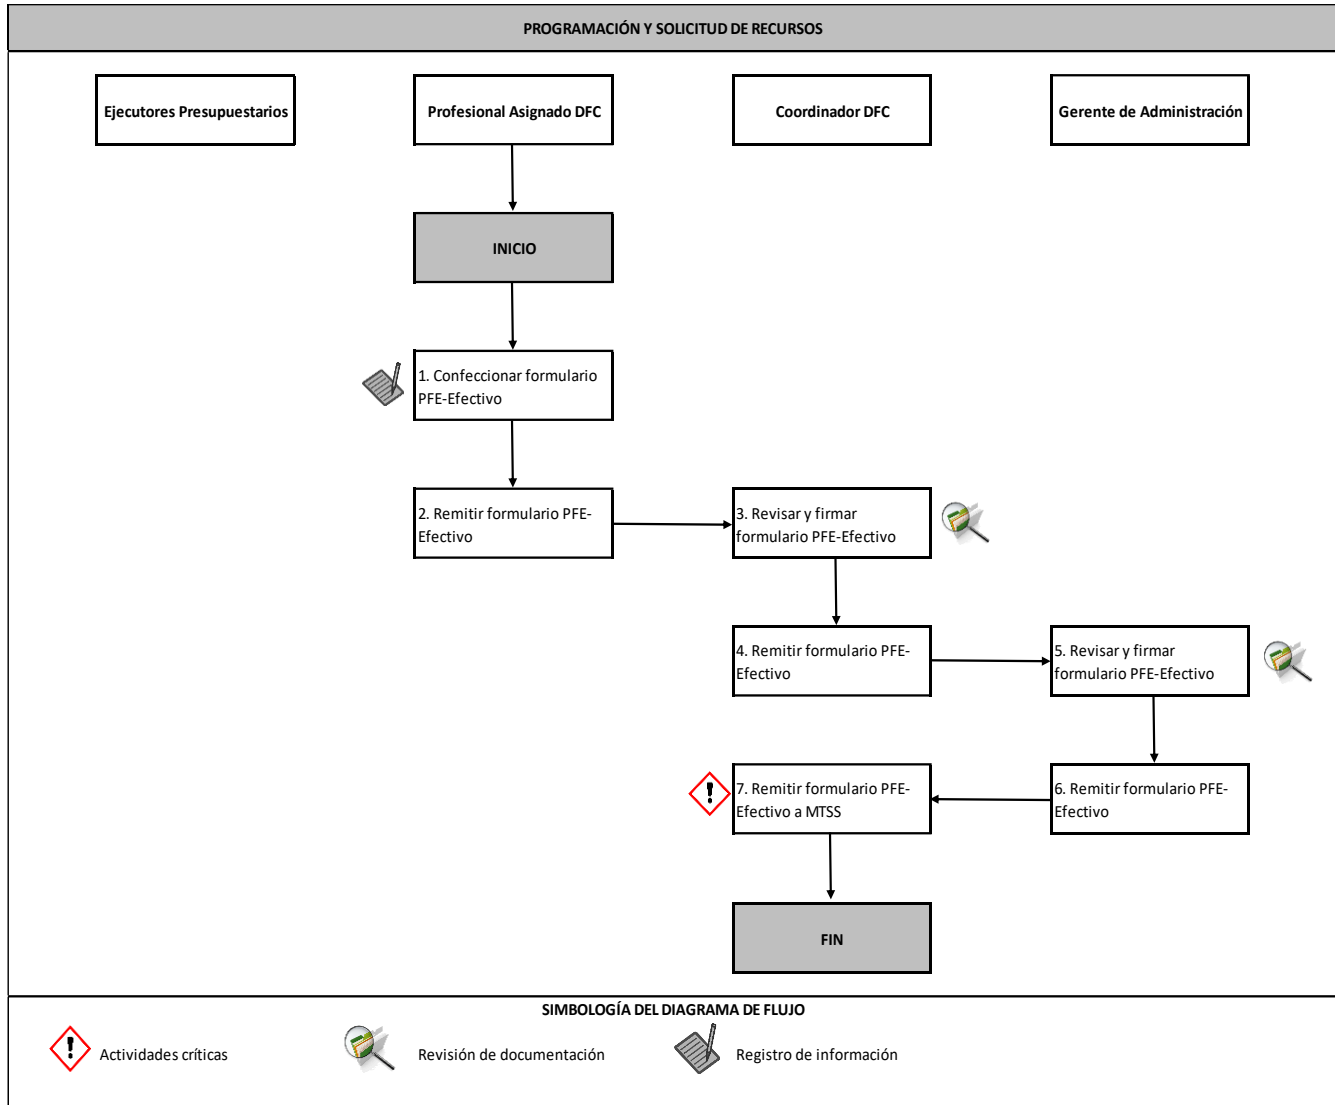 PROGRAMACIÓN Y SOLICITUD DE RECURSOS
Ejecutores Presupuestarios
Profesional Asignado DFC
Coordinador DFC
Gerente de Administración
INICIO
1. Confeccionar formulario
PFE-Efectivo
2. Remitir formulario PFE-
Efectivo
3. Revisar y firmar
formulario PFE-Efectivo
4. Remitir formulario PFE-
Efectivo
5. Revisar y firmar
formulario PFE-Efectivo
7. Remitir formulario PFE-
Efectivo a MTSS
6. Remitir formulario PFE-
Efectivo
FIN
SIMBOLOGÍA DEL DIAGRAMA DE FLUJO
Actividades críticas
Revisión de documentación
Registro de información